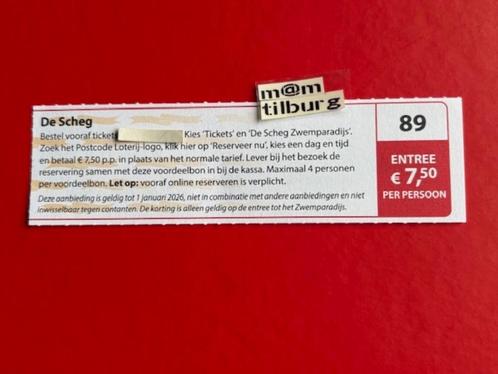 m@m
tilburg
De Scheg
Bestel vooraf tickets Kies 'Tickets' en 'De Scheg Zwemparadijs'.
Zoek het Postcode Loterij-logo, klik hier op 'Reserveer nu', kies een dag en tijd
en betaal € 7,50 p.p. in plaats van het normale tarief. Lever bij het bezoek de
reservering samen met deze voordeelbon in bij de kassa. Maximaal 4 personen
per voordeelbon. Let op: vooraf online reserveren is verplicht.
Deze aanbieding is geldig tot 1 januari 2026, niet in combinatie met andere aanbiedingen en niet
inwisselbaar tegen contanten. De korting is alleen geldig op de entree tot het Zwemparadijs.
89
ENTREE
€ 7,50
PER PERSOON